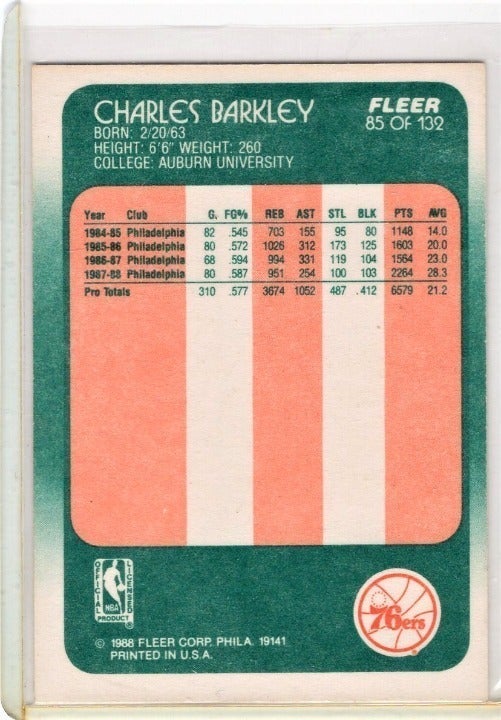 CHARLES BARKLEY
FLEER
85 OF 132
BORN: 2/20/63
HEIGHT: 6'6" WEIGHT: 260
COLLEGE: AUBURN UNIVERSITY
Year Club G. FG% REB AST STL BLK PTS AVG
1984-85 Philadelphia 82 .545 703 155 95 80 1148 14.0
1985-86 Philadelphia 80 .572 1026 312 173 125 1603 20.0
1986-87 Philadelphia 68 .594 994 331 119 104 1564 23.0
1987-88 Philadelphia 80 .587 951 254 100 103 2264 28.3
Pro Totals 310 .577 3674 1052 487 .412 6579 21.2
OFFICIAL LICENSED
NBA
PRODUCT ®
76ers
© 1988 FLEER CORP. PHILA. 19141
PRINTED IN U.S.A.